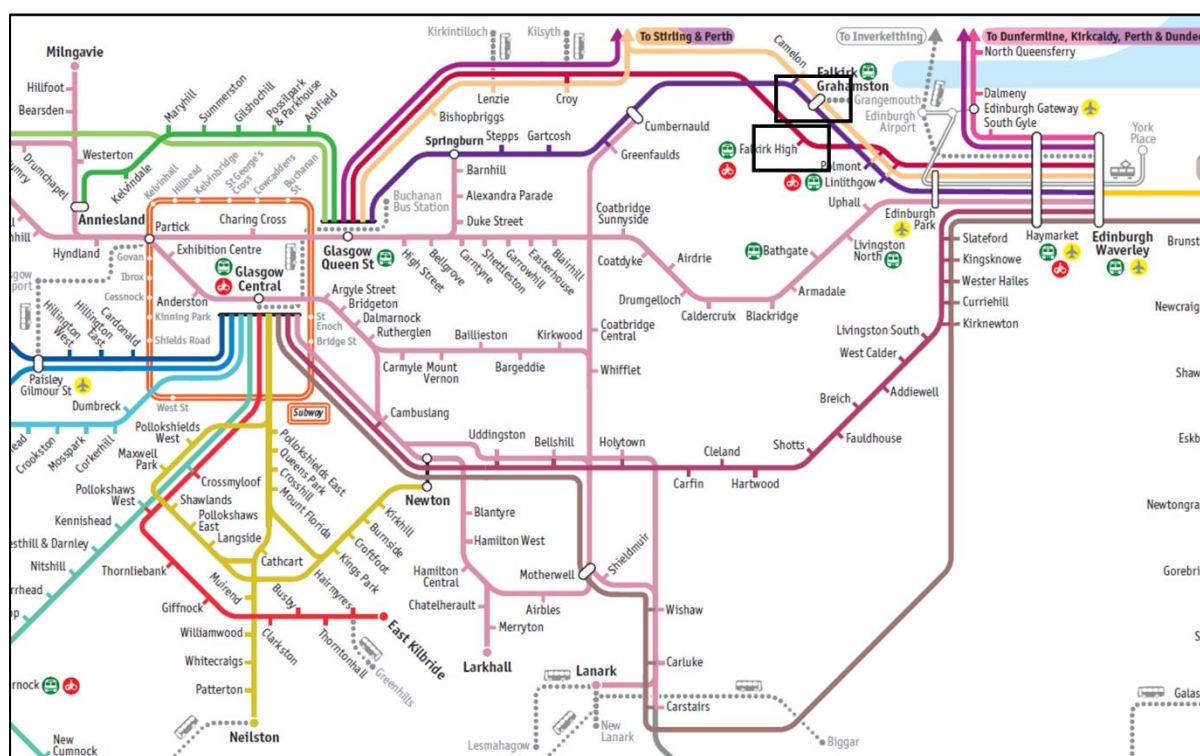 Milngavie
Hillfoot
Bearsden
Westerton
Drumchapel
Anniesland
Hyndland
Kelvindale
Maryhill
Summerston
Gilshochill
Possilpark
& Parkhouse
Ashfield
Kelvinhall
Hillhead
Kelvinbridge
St George's
Cross
Cowcaddens
Buchanan
St
Partick
Govan
Ibrox
Cessnock
Kinning Park
Shields Road
West St
Bridge St
St
Enoch
Subway
Exhibition Centre
Charing Cross
Anderston
Glasgow
Central
Buchanan
Bus Station
Glasgow
Queen St
Kirkintilloch
Kilsyth
To Stirling & Perth
Lenzie
Croy
Bishopbriggs
Springburn
Stepps
Gartcosh
Cumbernauld
Greenfaulds
Barnhill
Alexandra Parade
Duke Street
High Street
Bellgrove
Carntyne
Shettleston
Garrowhill
Easterhouse
Blairhill
Coatbridge
Sunnyside
Coatdyke
Airdrie
Drumgelloch
Caldercruix
Blackridge
Armadale
Bathgate
Livingston
North
Uphall
Camelon
Falkirk
Grahamston
Grangemouth
Falkirk High
Polmont
Linlithgow
To Inverkeithing
To Dunfermline, Kirkcaldy, Perth & Dundee
North Queensferry
Dalmeny
Edinburgh Gateway
South Gyle
Edinburgh
Airport
York
Place
Edinburgh
Park
Haymarket
Edinburgh
Waverley
Slateford
Kingsknowe
Wester Hailes
Curriehill
Kirknewton
Livingston South
West Calder
Addiewell
Breich
Fauldhouse
Shotts
Hartwood
Cleland
Carfin
Holytown
Bellshill
Uddingston
Cambuslang
Argyle Street
Bridgeton
Dalmarnock
Rutherglen
Carmyle
Mount
Vernon
Baillieston
Bargeddie
Kirkwood
Coatbridge
Central
Whifflet
Newton
Blantyre
Hamilton West
Hamilton
Central
Chatelherault
Merryton
Larkhall
Airbles
Motherwell
Shieldmuir
Wishaw
Carluke
Carstairs
Lanark
New
Lanark
Lesmahagow
Biggar
Hillington
West
Hillington
East
Cardonald
Paisley
Gilmour St
Dumbreck
Crookston
Mosspark
Corkerhill
Pollokshields
West
Maxwell
Park
Pollokshaws
West
Kennishead
Nitshill
Crossmyloof
Shawlands
Pollokshaws
East
Langside
Pollokshields East
Queens Park
Crosshill
Mount Florida
Cathcart
Kings Park
Croftfoot
Burnside
Kirkhill
Thornliebank
Giffnock
Muirend
Williamwood
Whitecraigs
Patterton
Neilston
Clarkston
Busby
Thorntonhall
Hairmyres
East Kilbride
Greenhills
New
Cumnock